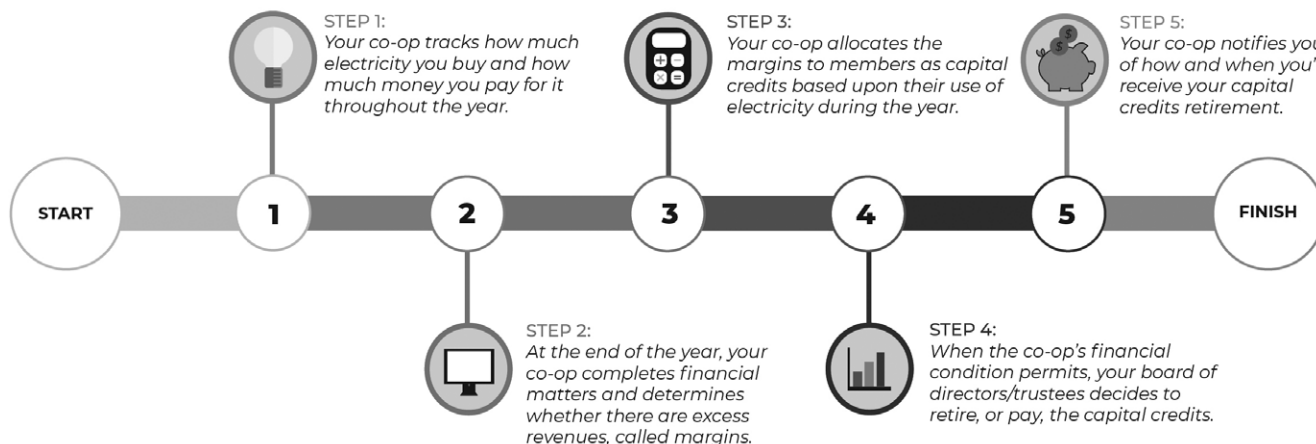 STEP 1:
Your co-op tracks how much
electricity you buy and how
much money you pay for it
throughout the year.
STEP 3:
Your co-op allocates the
margins to members as capital
credits based upon their use of
electricity during the year.
STEP 5:
Your co-op notifies you
of how and when you'
receive your capital
credits retirement.
START
1
2
3
4
5
FINISH
STEP 2:
At the end of the year, your
co-op completes financial
matters and determines
whether there are excess
revenues, called margins.
STEP 4:
When the co-op's financial
condition permits, your board of
directors/trustees decides to
retire, or pay, the capital credits.